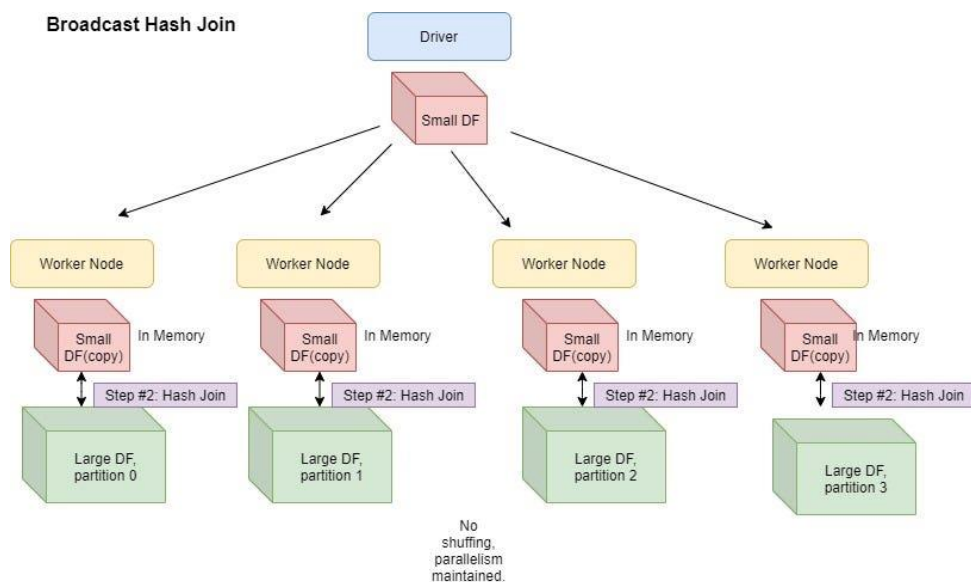 Broadcast Hash Join
Driver
Small DF
Worker Node
Worker Node
Worker Node
Worker Node
Small
DF(copy)
In Memory
Small
DF(copy)
In Memory
Small
DF(copy)
In Memory
Small
DF(copy)
In Memory
Step #2: Hash Join
Step #2: Hash Join
Step #2: Hash Join
Step #2: Hash Join
Large DF,
partition 0
Large DF,
partition 1
Large DF,
partition 2
Large DF,
partition 3
No
shuffing,
parallelism
maintained.